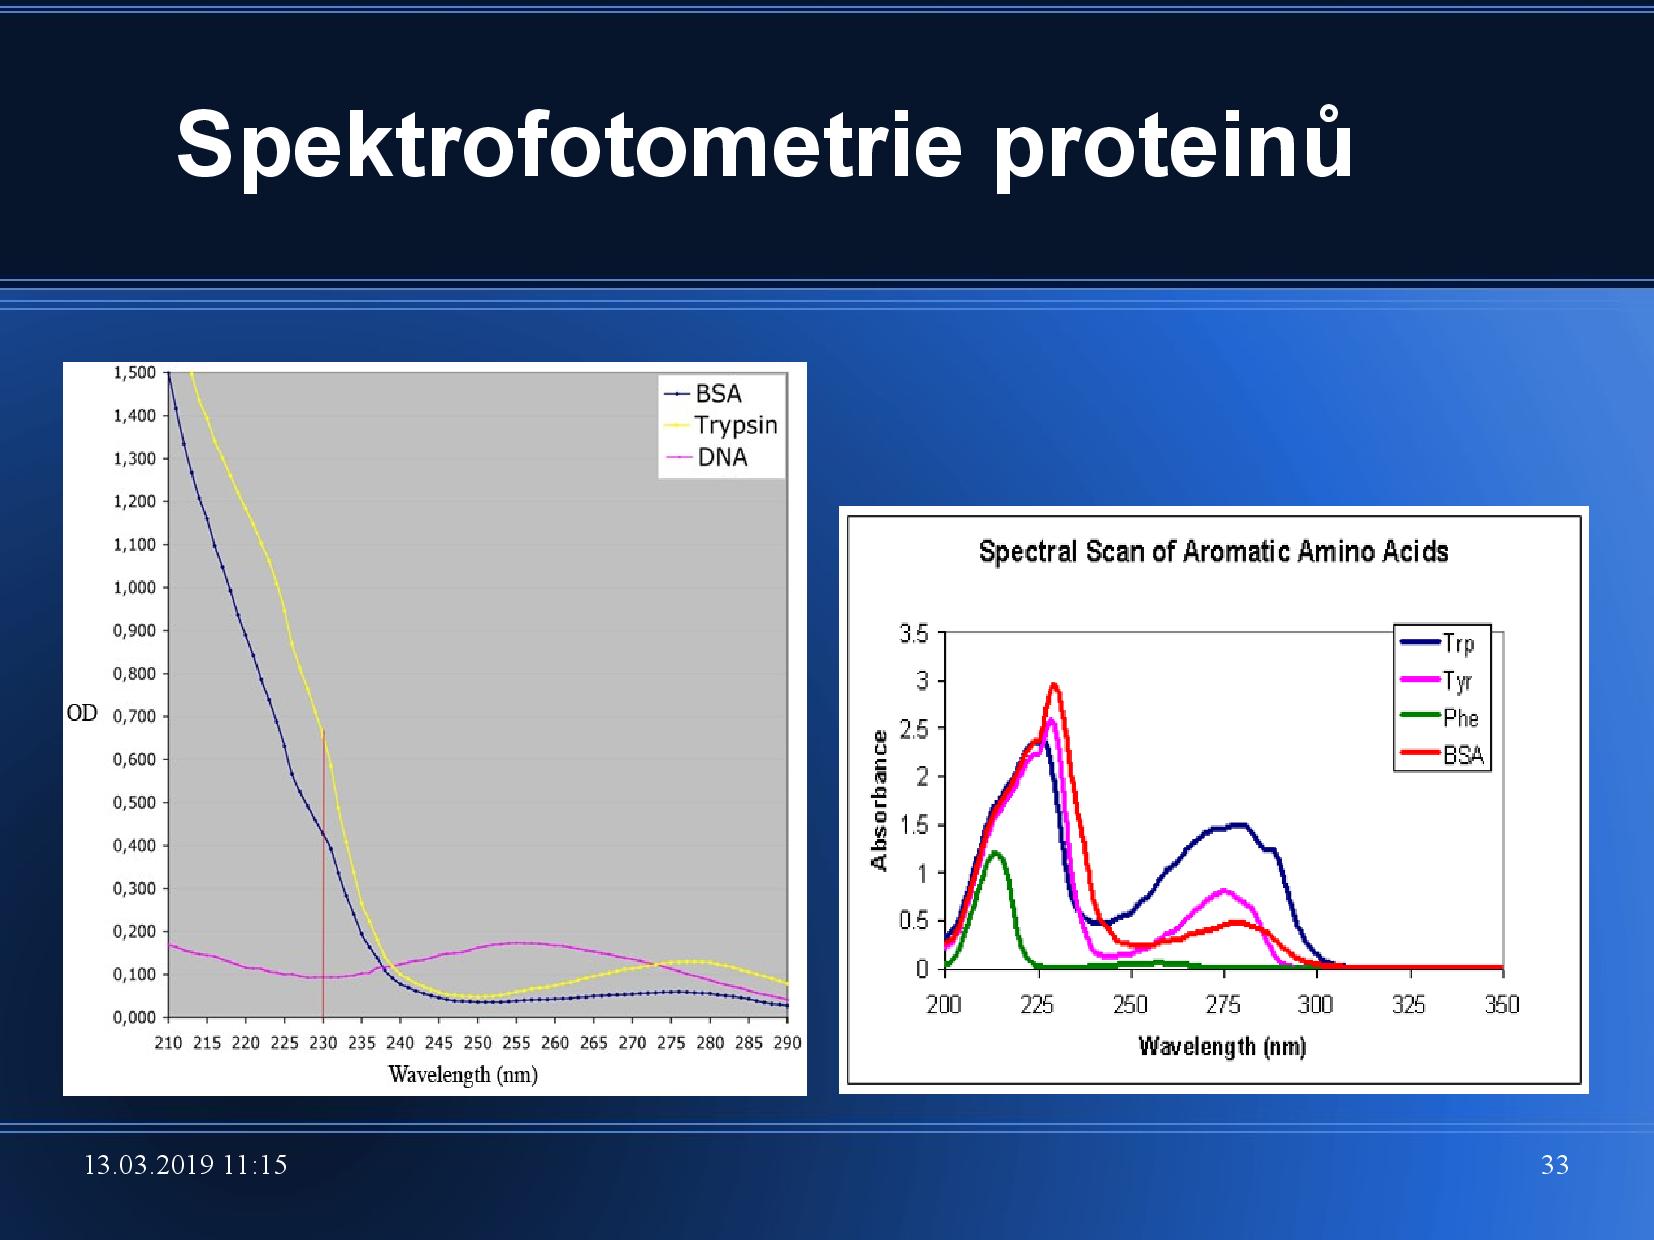 Spektrofotometrie proteinů
1,500
1,400
1,300
1,200
1,100
1,000
0,900
0,800
0,700
0,600
0,500
0,400
0,300
0,200
0,100
0,000
OD
BSA
Trypsin
DNA
210 215 220 225 230 235 240 245 250 255 260 265 270 275 280 285 290
Wavelength (nm)
Spectral Scan of Aromatic Amino Acids
3.5
3
2.5
2
1.5
1
0.5
0
Absorbance
Trp
Tyr
Phe
BSA
200 225 250 275 300 325 350
Wavelength (nm)
13.03.2019 11:15
33